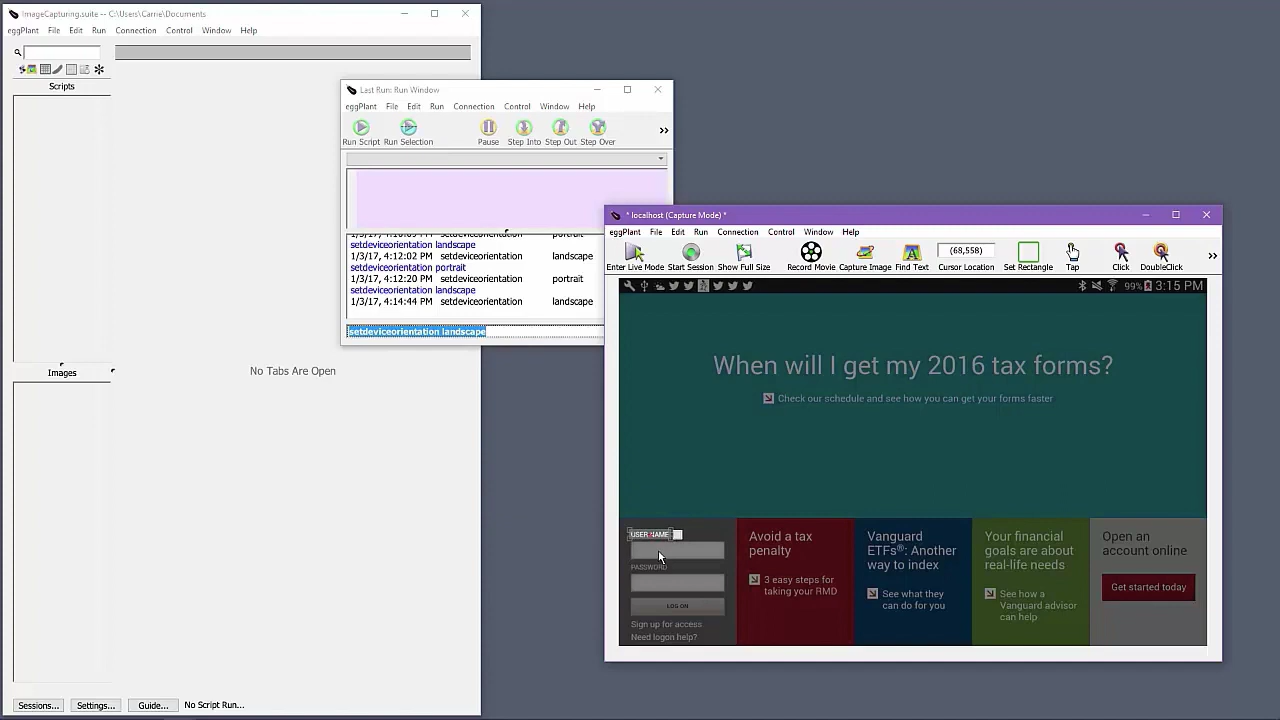 ImageCapturing.suite -- C:\Users\Carrie\Documents
eggPlant File Edit Run Connection Control Window Help
Scripts
Images
No Tabs Are Open
Sessions... Settings... Guide... No Script Run...
Last Run: Run Window
eggPlant File Edit Run Connection Control Window Help
Run Script Run Selection Pause Step Into Step Out Step Over
setdeviceorientation landscape
1/3/17, 4:12:02 PM setdeviceorientation landscape
setdeviceorientation portrait
1/3/17, 4:12:20 PM setdeviceorientation portrait
setdeviceorientation landscape
1/3/17, 4:14:44 PM setdeviceorientation landscape
setdeviceorientation landscape
* localhost (Capture Mode) *
eggPlant File Edit Run Connection Control Window Help
(68,558)
Enter Live Mode Start Session Show Full Size Record Movie Capture Image Find Text Cursor Location Set Rectangle Tap Click DoubleClick
99% 3:15 PM
When will I get my 2016 tax forms?
Check our schedule and see how you can get your forms faster
USER NAME
PASSWORD
LOG ON
Sign up for access
Need logon help?
Avoid a tax
penalty
3 easy steps for
taking your RMD
Vanguard
ETFs®: Another
way to index
See what they
can do for you
Your financial
goals are about
real-life needs
See how a
Vanguard advisor
can help
Open an
account online
Get started today